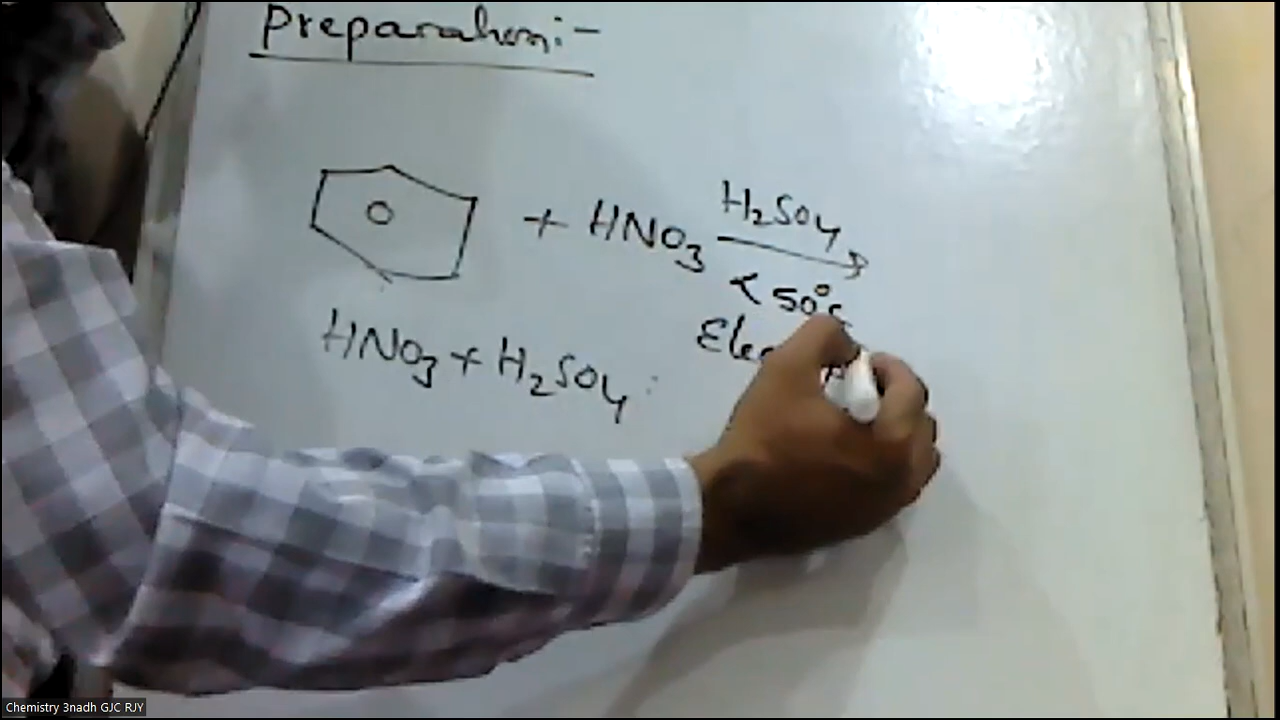 Preparation:-
+ HNO3 H2SO4
< 50°C
HNO3 + H2SO4
Chemistry 3nadh GJC RJY